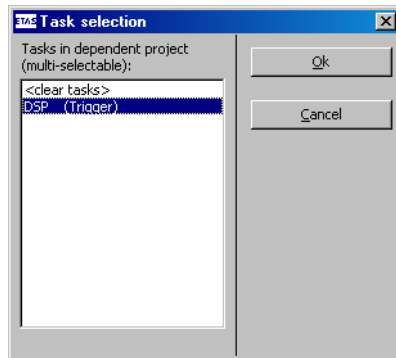 ETAS Task selection
Tasks in dependent project
(multi-selectable):
<clear tasks>
DSP (Trigger)
Ok
Cancel